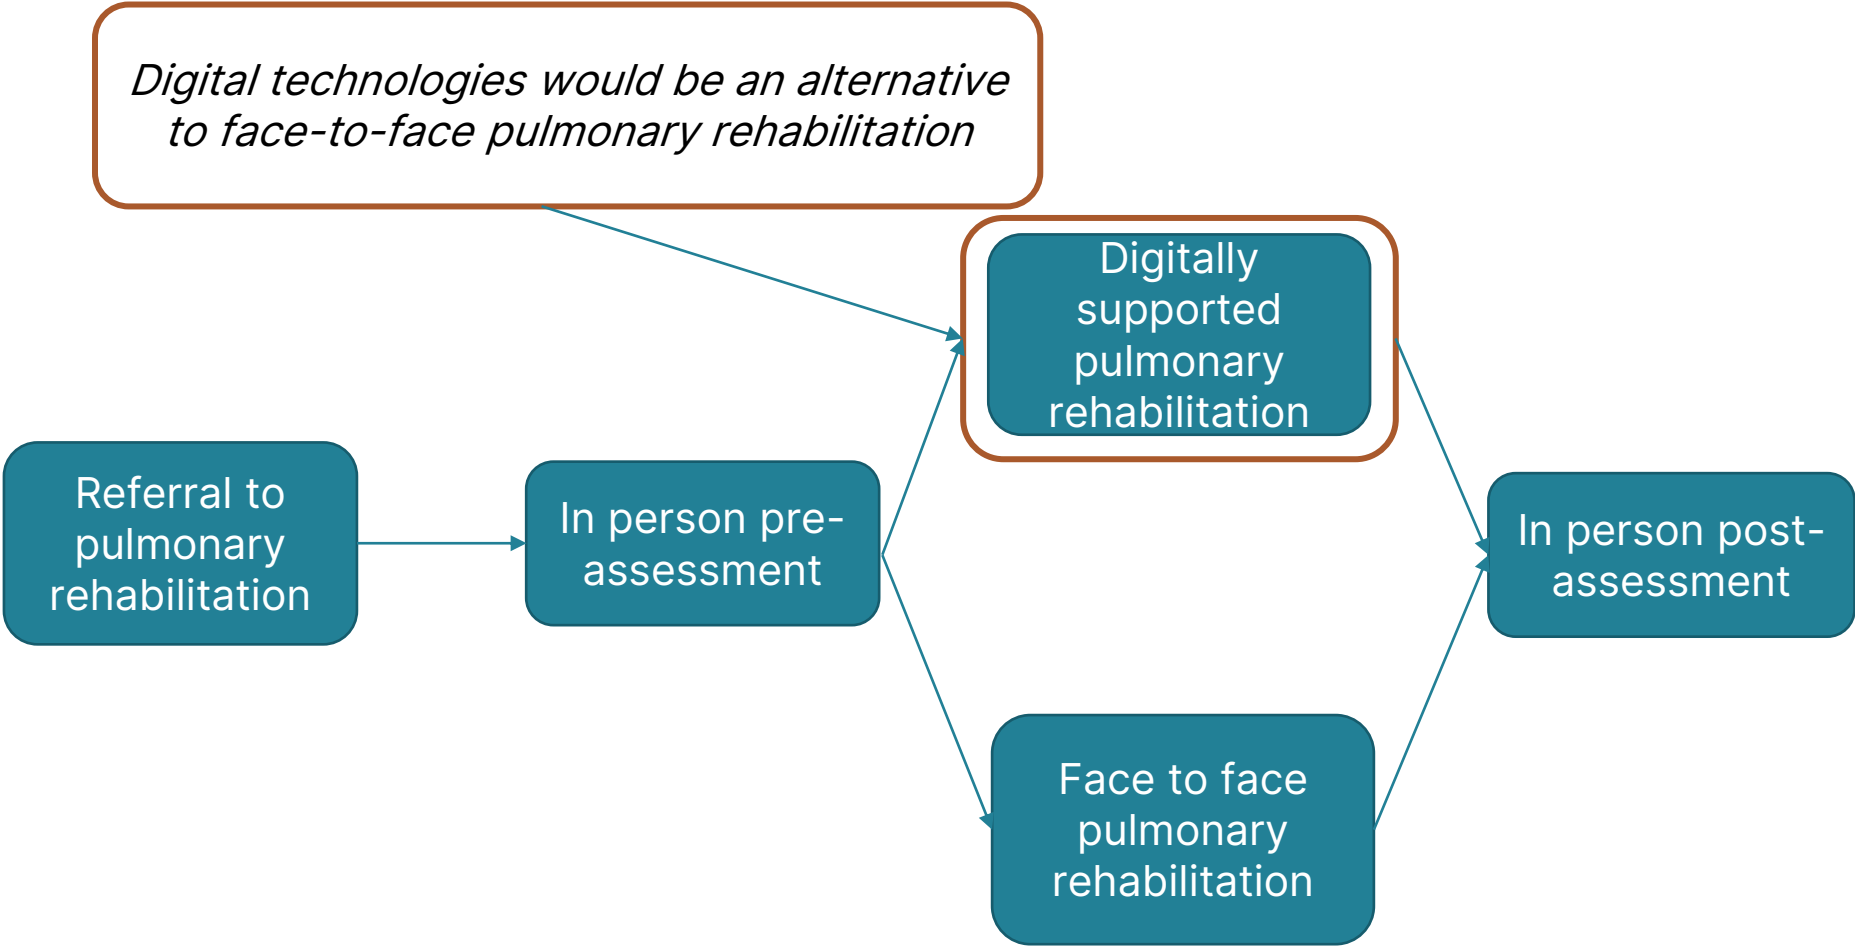 Digital technologies would be an alternative
to face-to-face pulmonary rehabilitation
Digitally
supported
pulmonary
rehabilitation
Referral to
pulmonary
rehabilitation
In person pre-
assessment
In person post-
assessment
Face to face
pulmonary
rehabilitation